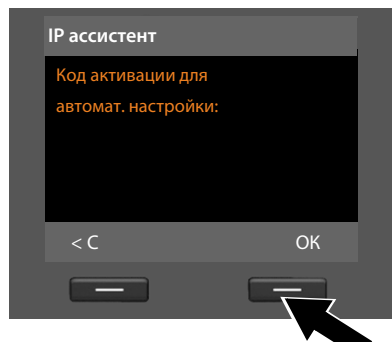 IP ассистент
Код активации для
автомат. настройки:
< C
OK